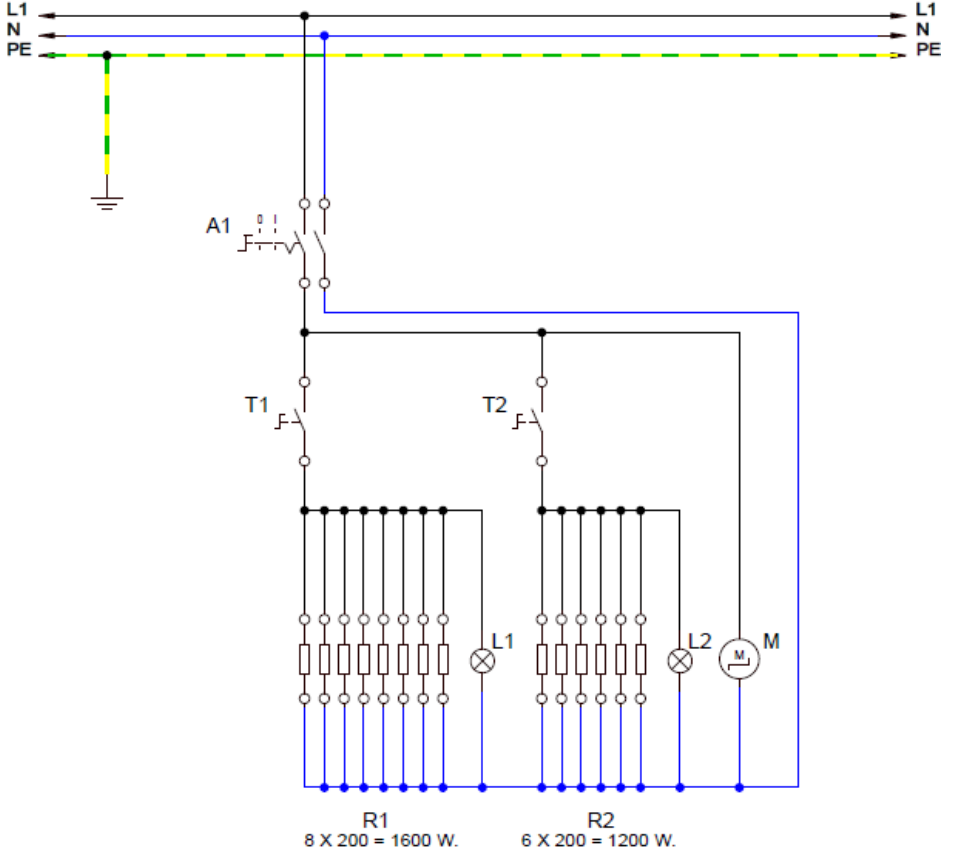 L1 L1
N N
PE PE
0 I
A1
T1 T2
L1 L2 M
M
R1 R2
8 X 200 = 1600 W. 6 X 200 = 1200 W.